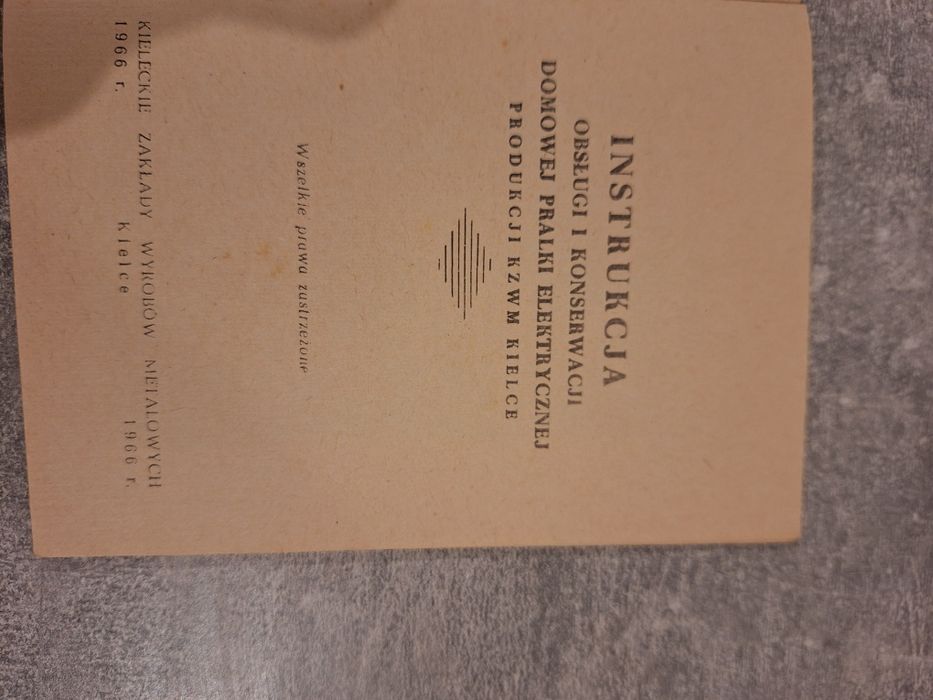 INSTRUKCJA
OBSŁUGI I KONSERWACJI
DOMOWEJ PRALKI ELEKTRYCZNEJ
PRODUKCJI KZWM KIELCE
Wszelkie prawa zastrzeżone
KIELECKIE ZAKŁADY WYROBÓW METALOWYCH
1966 r. Kielce 1966 r.